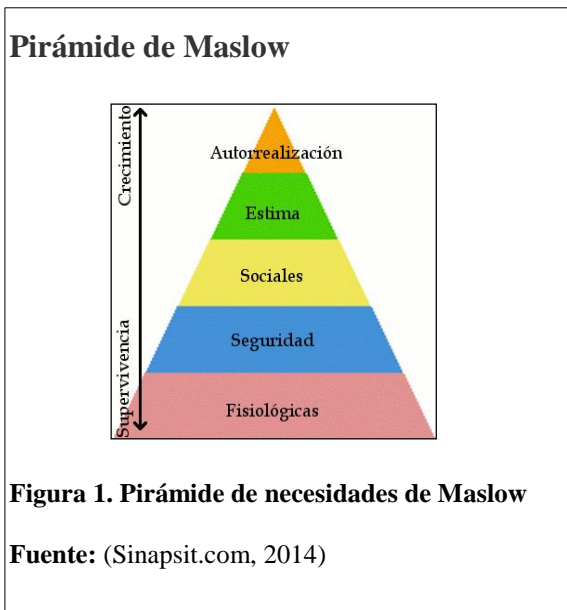 Pirámide de Maslow
Crecimiento
Supervivencia
Autorrealización
Estima
Sociales
Seguridad
Fisiológicas
Figura 1. Pirámide de necesidades de Maslow
Fuente: (Sinapsit.com, 2014)